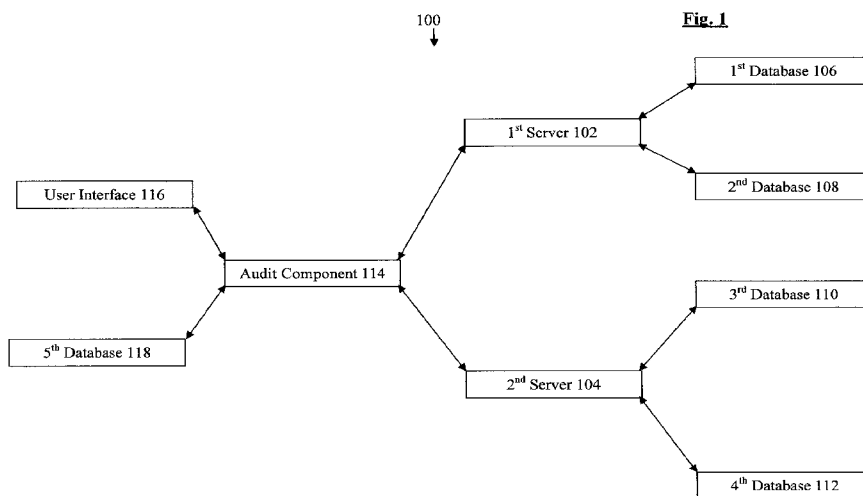 100
Fig. 1
1st Database 106
1st Server 102
User Interface 116
2nd Database 108
Audit Component 114
3rd Database 110
5th Database 118
2nd Server 104
4th Database 112